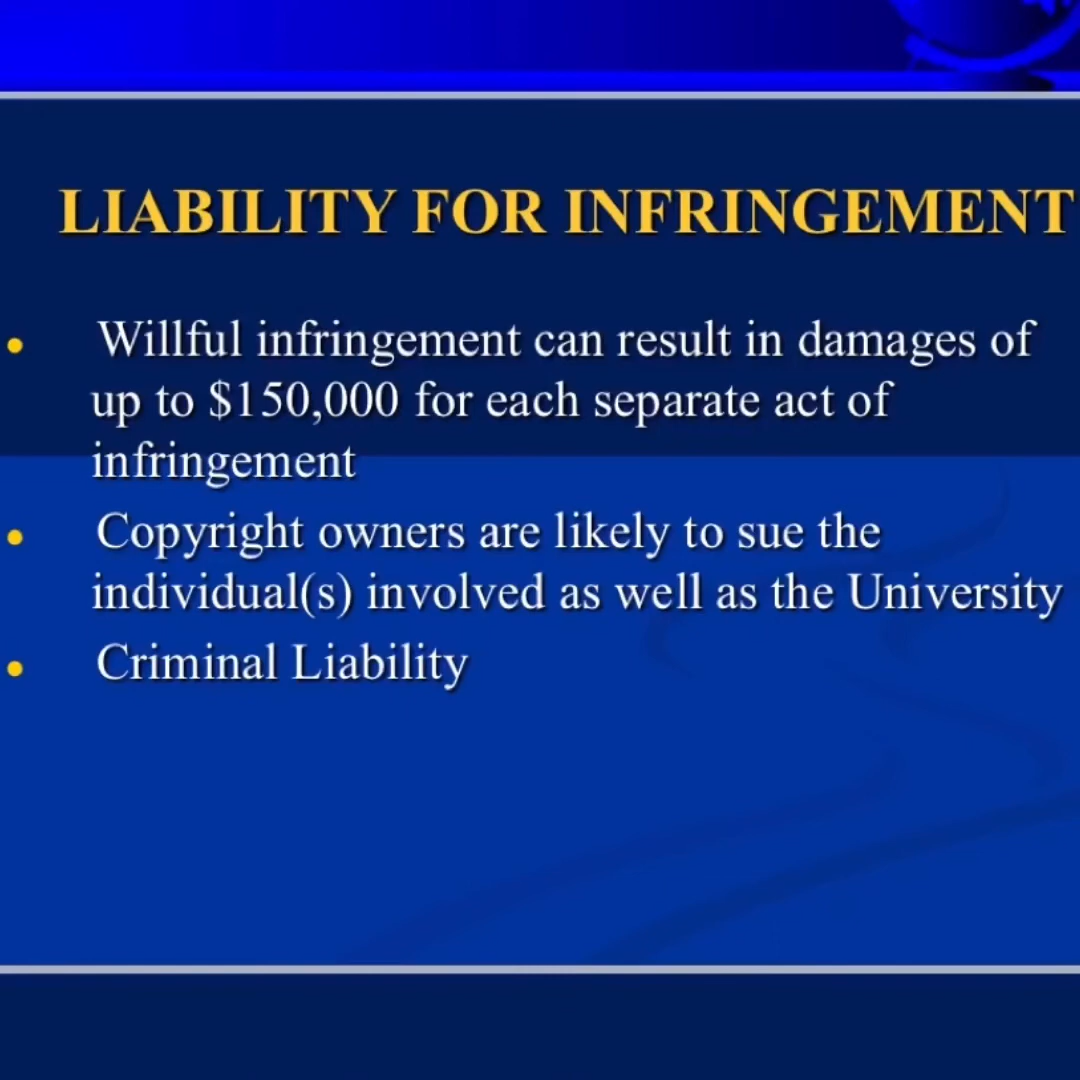 LIABILITY FOR INFRINGEMENT
• Willful infringement can result in damages of
up to $150,000 for each separate act of
infringement
• Copyright owners are likely to sue the
individual(s) involved as well as the University
• Criminal Liability